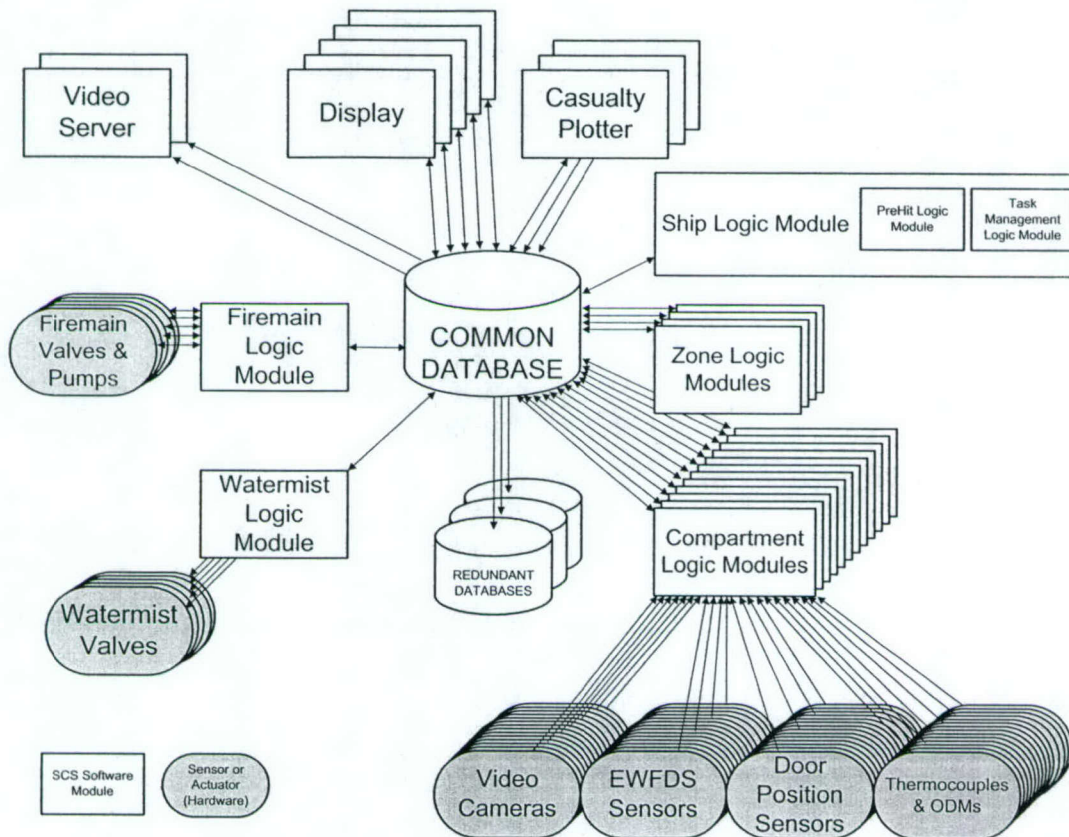 Video
Server
Display
Casualty
Plotter
Ship Logic Module
PreHit Logic
Module
Task
Management
Logic Module
Firemain
Valves &
Pumps
Firemain
Logic
Module
COMMON
DATABASE
Zone Logic
Modules
Watermist
Logic
Module
REDUNDANT
DATABASES
Compartment
Logic Modules
Watermist
Valves
SCS Software
Module
Sensor or
Actuator
(Hardware)
Video
Cameras
EWFDS
Sensors
Door
Position
Sensors
Thermocouples
& ODMs